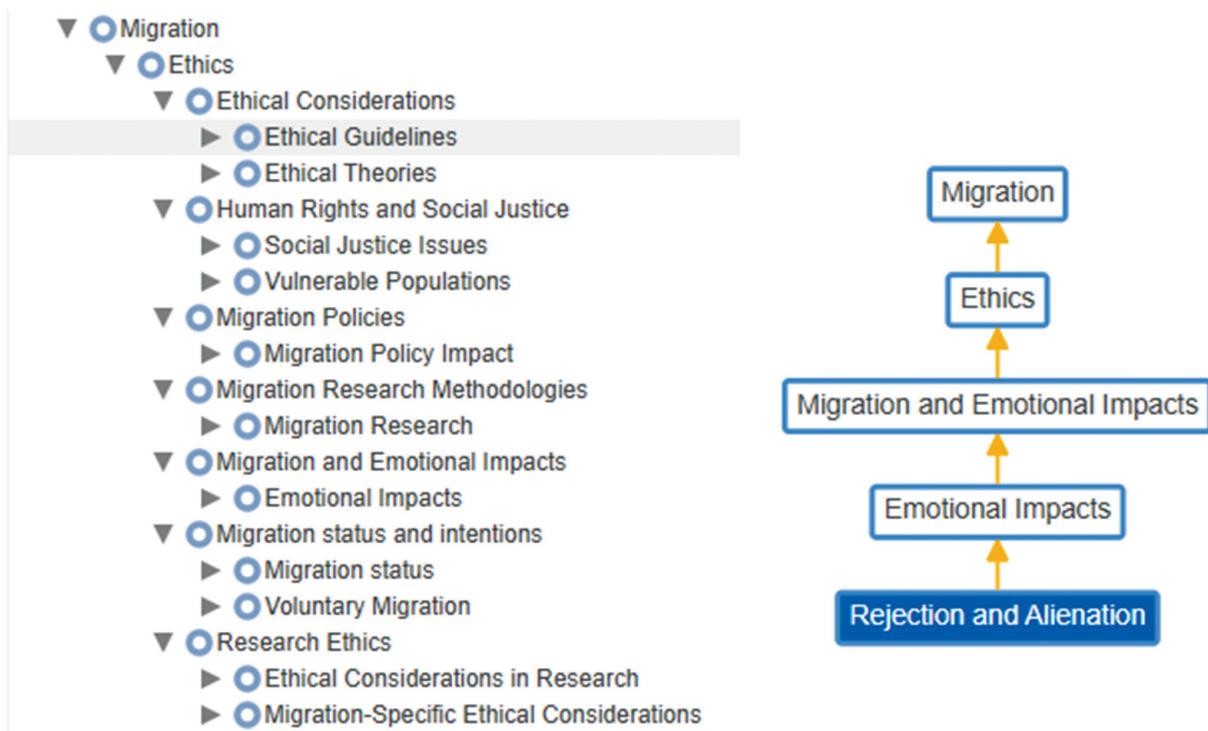 Migration
Ethics
Ethical Considerations
Ethical Guidelines
Ethical Theories
Human Rights and Social Justice
Social Justice Issues
Vulnerable Populations
Migration Policies
Migration Policy Impact
Migration Research Methodologies
Migration Research
Migration and Emotional Impacts
Emotional Impacts
Migration status and intentions
Migration status
Voluntary Migration
Research Ethics
Ethical Considerations in Research
Migration-Specific Ethical Considerations
Migration
Ethics
Migration and Emotional Impacts
Emotional Impacts
Rejection and Alienation